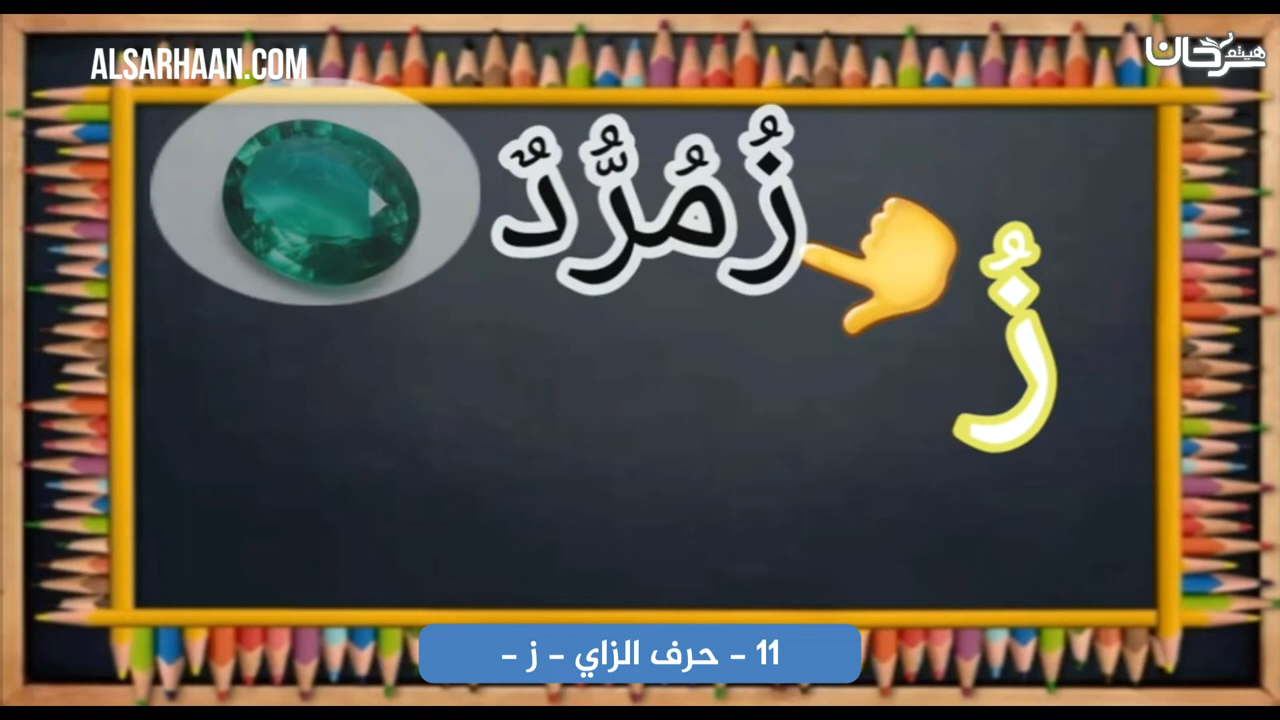 ALSARHAAN.COM
هيثم سرحان
زُمُرُّدٌ
زُ
11 - حرف الزاي - ز -